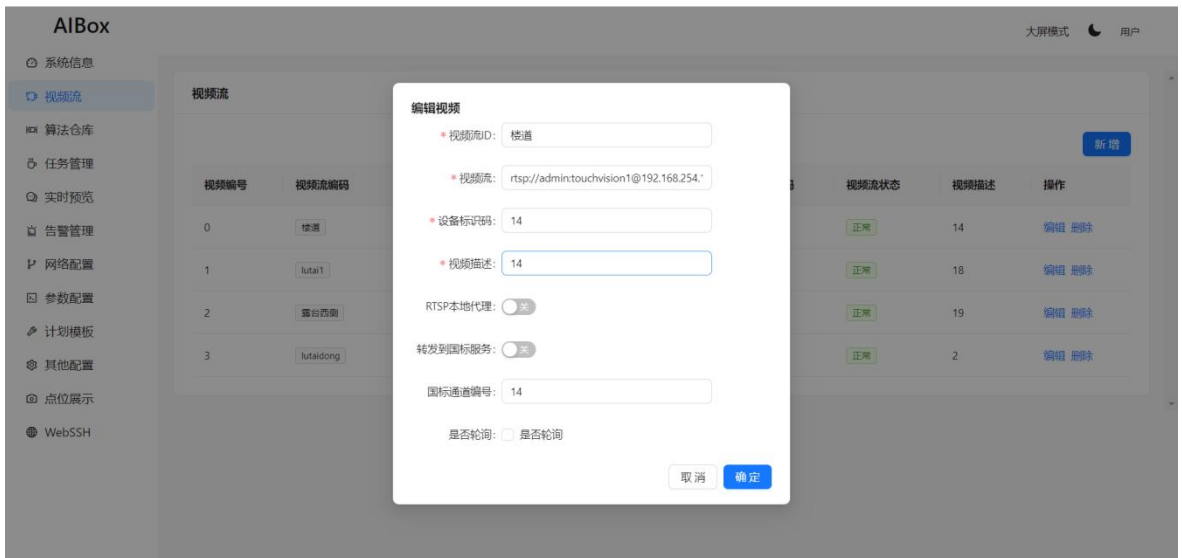 AIBox
大屏模式 用户
系统信息
视频流
算法仓库
任务管理
实时预览
告警管理
网络配置
参数配置
计划模板
其他配置
点位展示
WebSSH
视频流
新增
视频编号 视频流编码 视频流状态 视频描述 操作
0 楼道 正常 14 编辑 删除
1 lutai1 正常 18 编辑 删除
2 露台西侧 正常 19 编辑 删除
3 lutaidong 正常 2 编辑 删除
编辑视频
* 视频流ID: 楼道
* 视频流: rtsp://admin:touchvision1@192.168.254.
* 设备标识码: 14
* 视频描述: 14
RTSP本地代理: 关
转发到国标服务: 关
国标通道编号: 14
是否轮询: 是否轮询
取消 确定